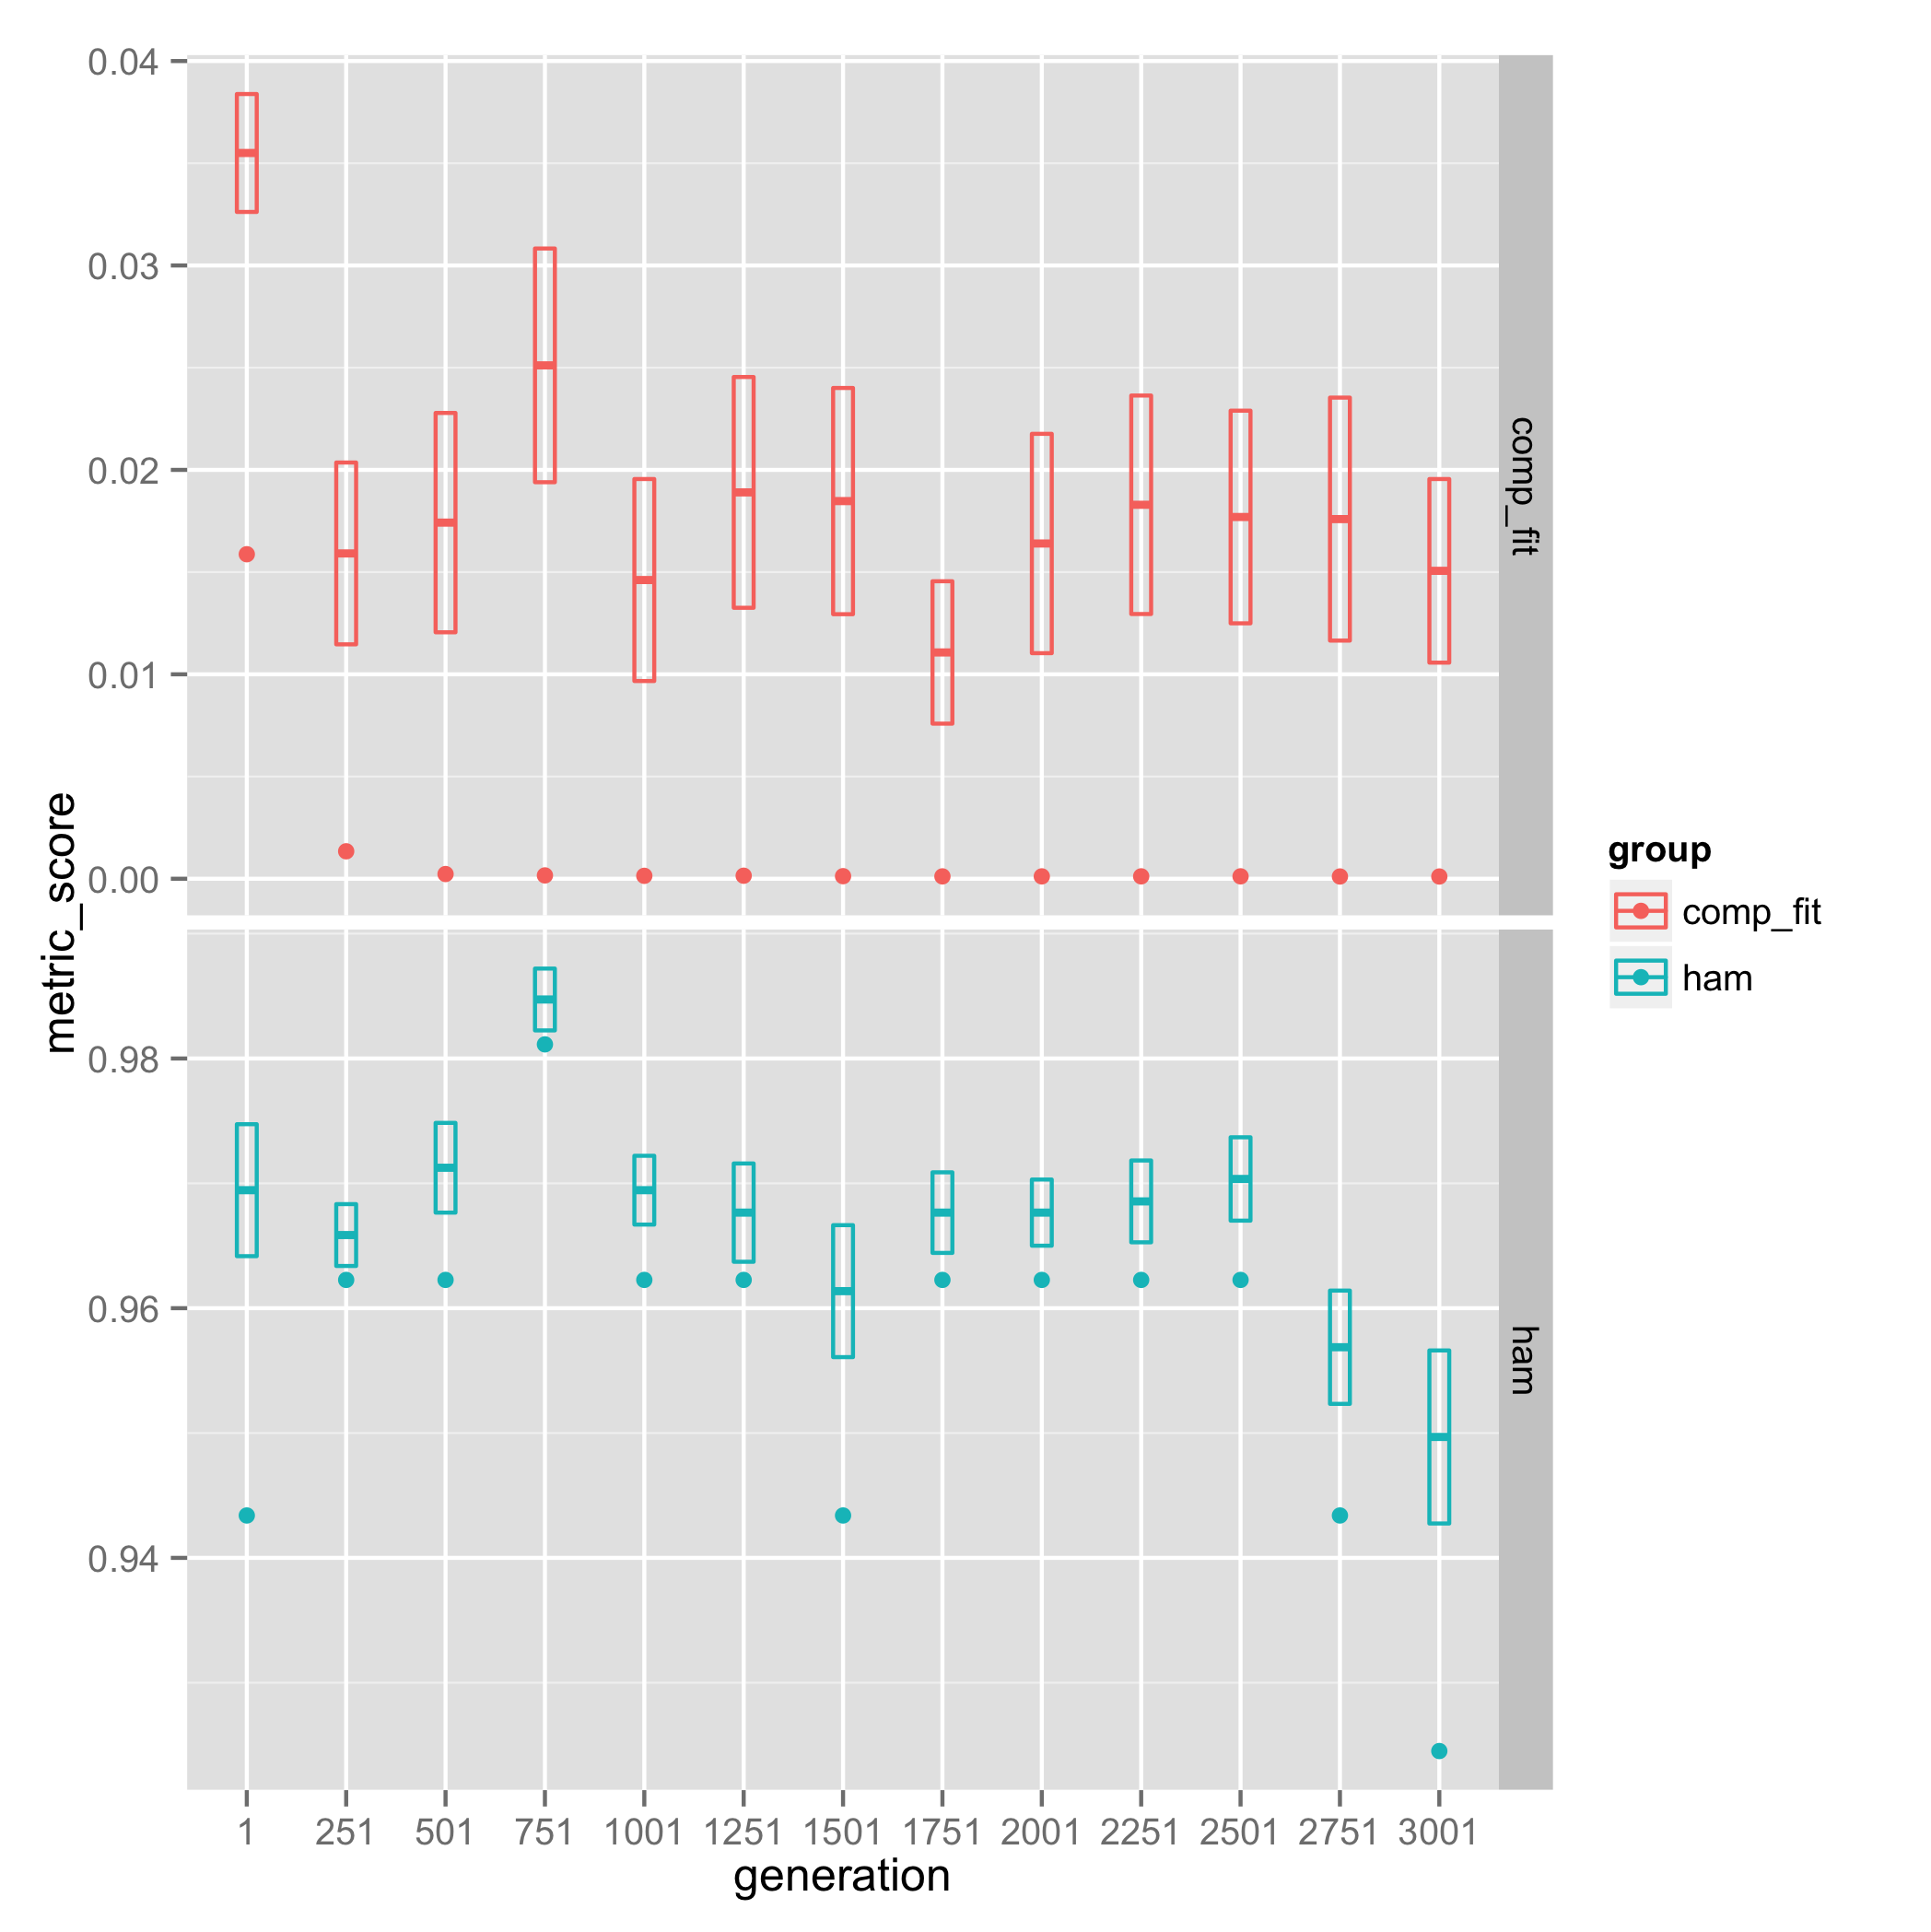 0.04
0.03
0.02
0.01
0.00
comp_fit
metric_score
0.98
0.96
0.94
ham
1 251 501 751 1001 1251 1501 1751 2001 2251 2501 2751 3001
generation
group
comp_fit
ham